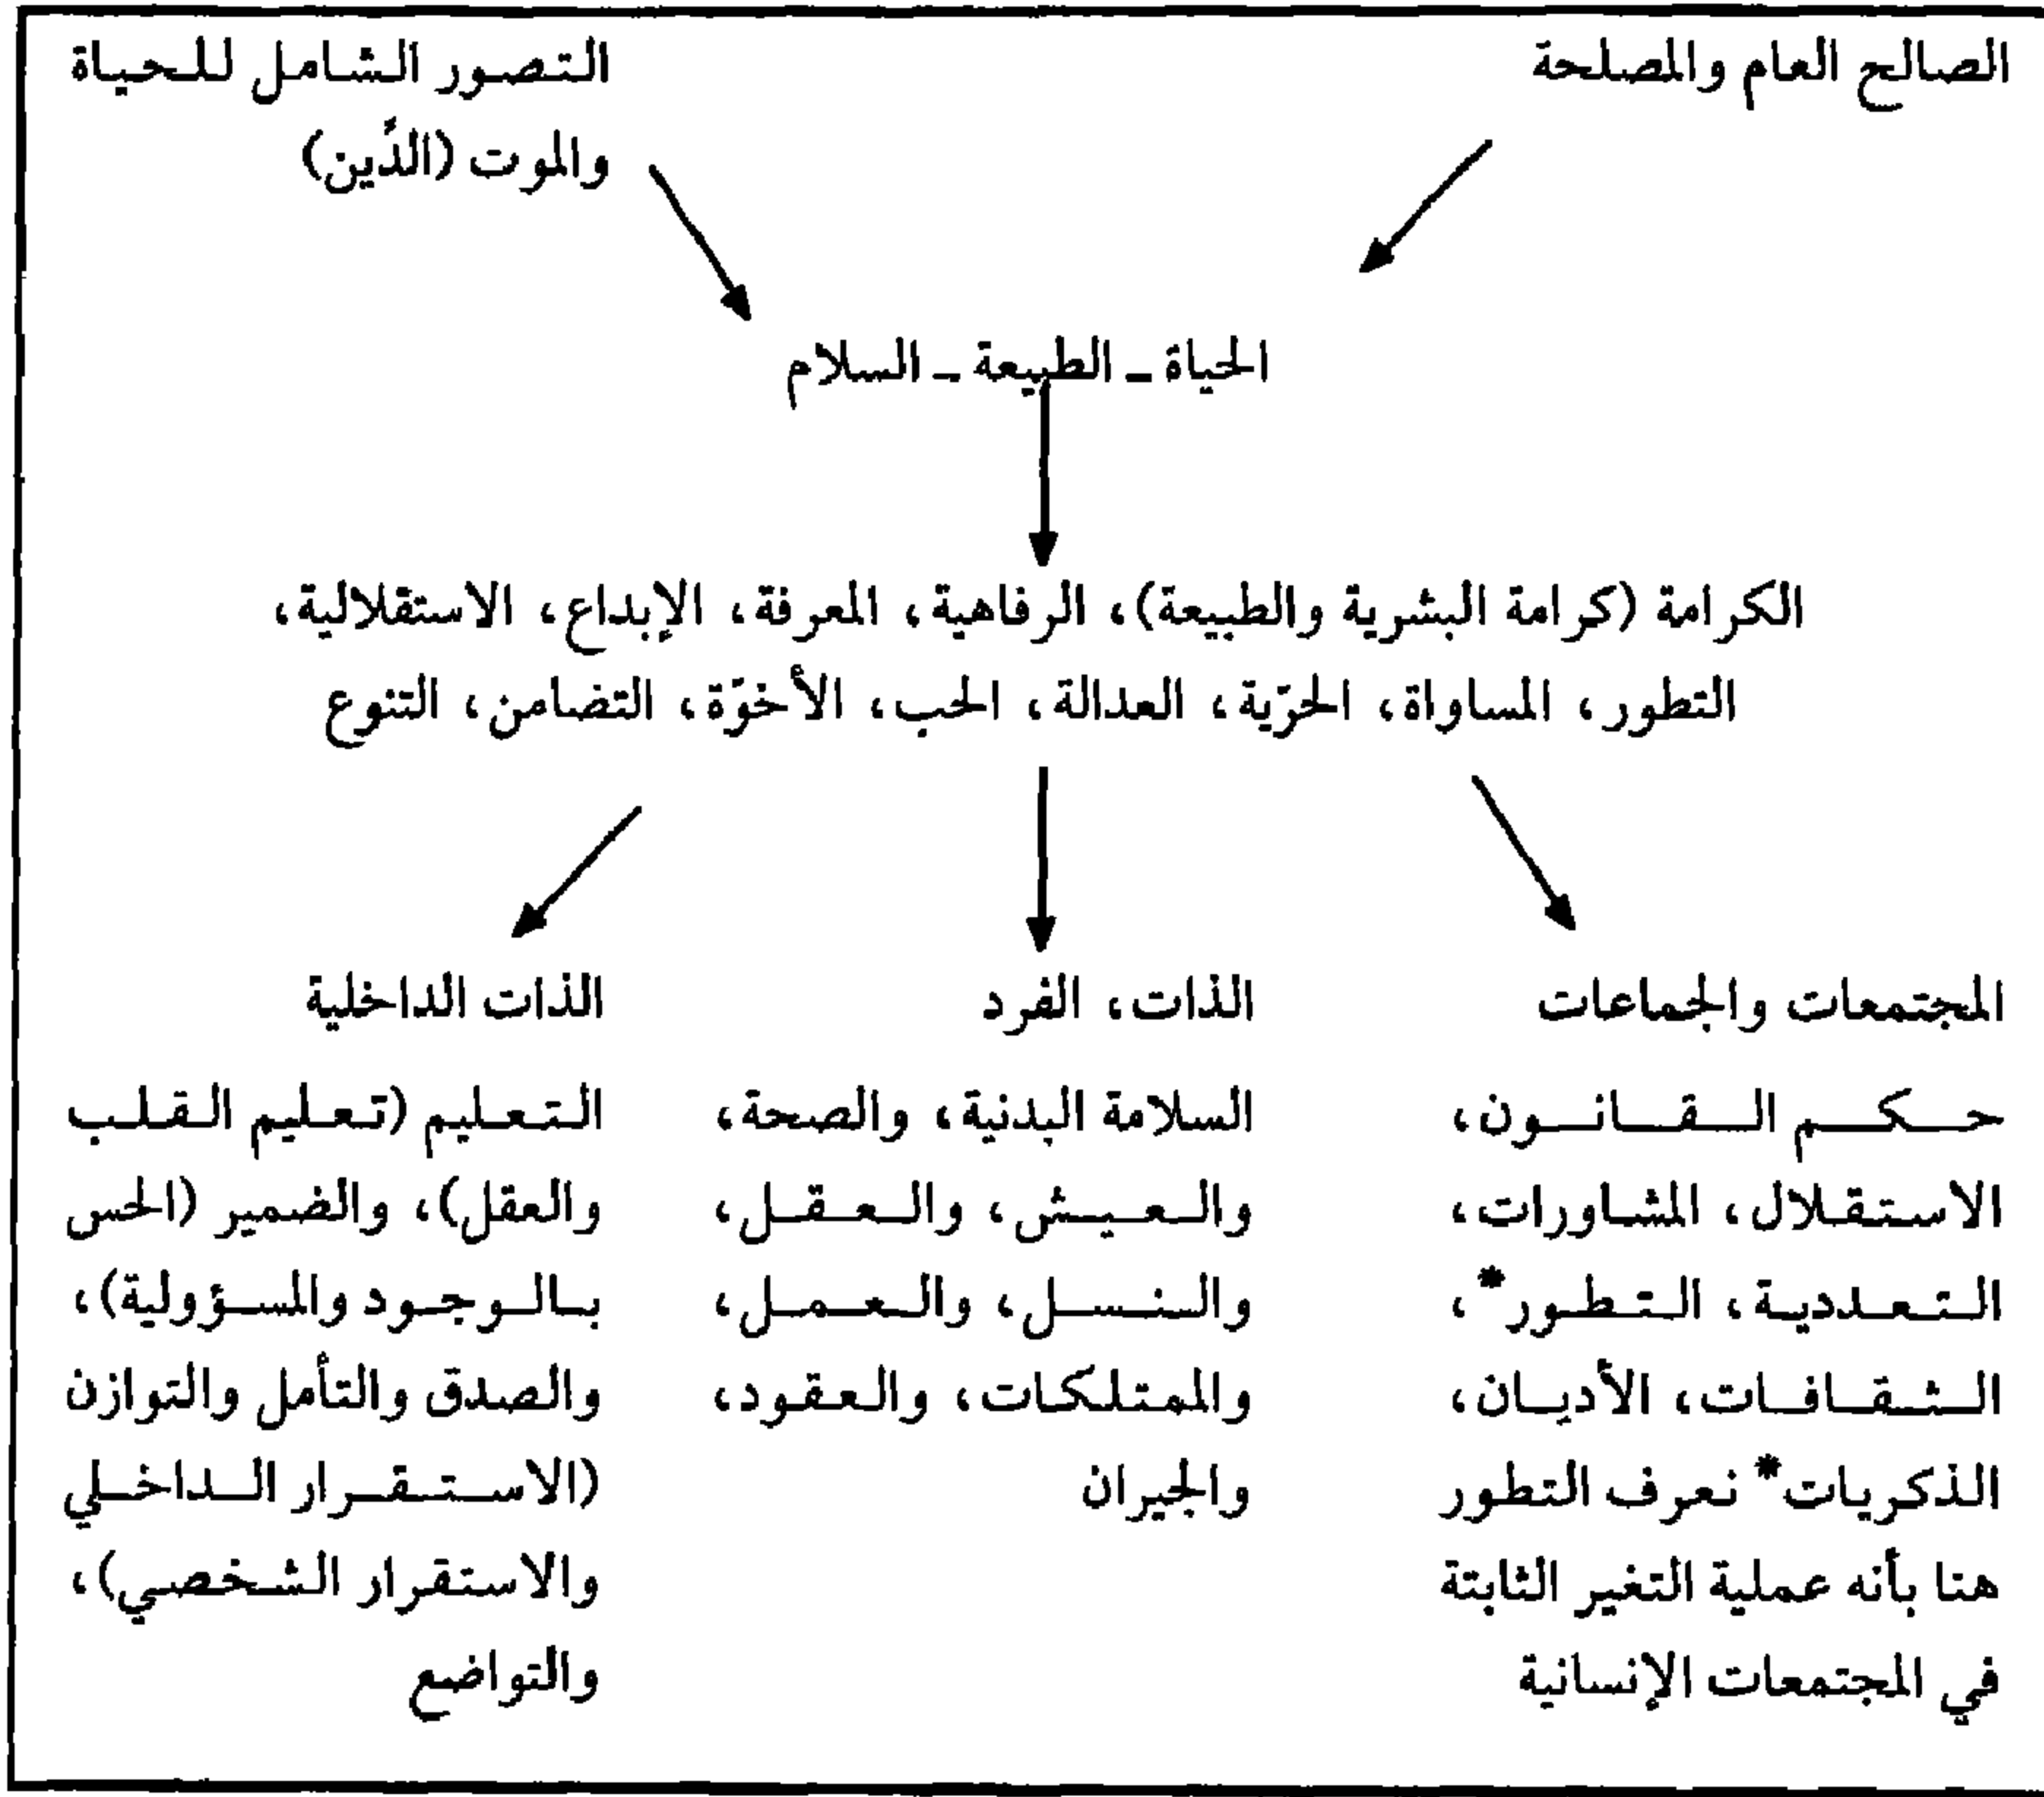 الصالح العام والمصلحة
التصور الشامل للحياة
والموت (الدّين)
الحياة ـ الطبيعة ـ السلام
الكرامة (كرامة البشرية والطبيعة)، الرفاهية، المعرفة، الإبداع، الاستقلالية،
التطور، المساواة، الحرّية، العدالة، الحب، الأخوّة، التضامن، التنوع
المجتمعات والجماعات
حكم القانون،
الاستقلال، المشاورات،
التعددية، التطور*،
الشقافات، الأديان،
الذكريات* نعرف التطور
هنا بأنه عملية التغير الثابتة
في المجتمعات الإنسانية
الذات، الفرد
السلامة البدنية، والصحة،
والعيش، والعقل،
والنسل، والعمل،
والممتلكات، والعقود،
والجيران
الذات الداخلية
التعليم (تعليم القلب
والعقل)، والضمير (الحس
بالوجود والمسؤولية)،
والصدق والتأمل والتوازن
(الاستقرار الداخلي
والاستقرار الشخصي)،
والتواضع